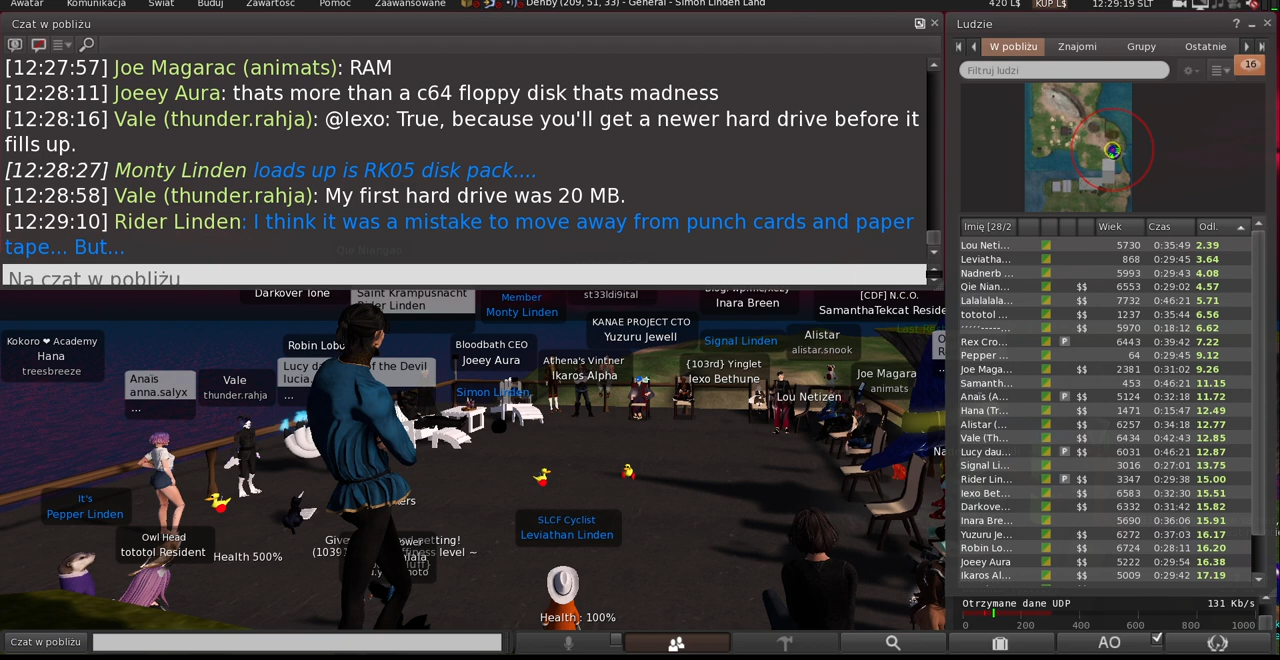 Awatar Komunikacja Świat Buduj Zawartość Pomoc Zaawansowane Denby (209, 51, 33) - General - Simon Linden Land 420 L$ KUP L$ 12:29:19 SLT
Czat w pobliżu
[12:27:57] Joe Magarac (animats): RAM
[12:28:11] Joeey Aura: thats more than a c64 floppy disk thats madness
[12:28:16] Vale (thunder.rahja): @Iexo: True, because you'll get a newer hard drive before it
fills up.
[12:28:27] Monty Linden loads up is RK05 disk pack....
[12:28:58] Vale (thunder.rahja): My first hard drive was 20 MB.
[12:29:10] Rider Linden: I think it was a mistake to move away from punch cards and paper
tape... But...
Na czat w pobliżu
Darkover Tone
Saint Krampusnacht
Rider Linden
Member
Monty Linden
st33ldi9ital
Inara Breen
[CDF] N.C.O.
SamanthaTekcat Reside
Kokoro ❤ Academy
Hana
treesbreeze
Robin Lobo
Bloodbath CEO
Joeey Aura
KANAE PROJECT CTO
Yuzuru Jewell
Signal Linden
Alistar
alistar.snook
Anais
anna.salyx
...
Vale
thunder.rahja
Lucy da
of the Devil
lucia.
...
Simon Linden
Athena's Vintner
Ikaros Alpha
{103rd} Yinglet
Iexo Bethune
Lou Netizen
Joe Magara
animats
It's
Pepper Linden
Owl Head
tototol Resident
Health 500%
SLCF Cyclist
Leviathan Linden
Health : 100%
Czat w pobliżu
Ludzie
W pobliżu Znajomi Grupy Ostatnie
Filtruj ludzi
16
Imię [28/2 Wiek Czas Odl.
Lou Neti... 5730 0:35:49 2.39
Leviatha... 868 0:29:45 3.64
Nadnerb ... 5993 0:29:43 4.08
Qie Nian... $$ 6553 0:29:02 4.57
Lalalalala... $$ 7732 0:46:21 5.71
tototol ... $$ 1237 0:35:44 6.56
$$ 5970 0:18:12 6.62
Rex Cro... P 6443 0:39:42 7.22
Pepper ... 64 0:29:45 9.12
Joe Maga... $$ 2381 0:31:02 9.26
Samanth... 453 0:46:21 11.15
Anais (A... P $$ 5124 0:32:18 11.72
Hana (Tr... $$ 1471 0:15:47 12.49
Alistar (... $$ 6257 0:34:18 12.77
Vale (Th... $$ 6434 0:42:43 12.85
Lucy dau... P $$ 6031 0:46:21 12.87
Signal Li... 3016 0:27:01 13.75
Rider Lin... P $$ 3347 0:29:38 15.00
Iexo Bet... $$ 6583 0:32:30 15.51
Darkove... $$ 6332 0:31:42 15.82
Inara Bre... 5690 0:36:06 15.91
Yuzuru Je... $$ 6272 0:37:03 16.17
Robin Lo... $$ 6724 0:28:11 16.20
Joeey Aura $$ 5222 0:29:54 16.38
Ikaros Al... $$ 5009 0:29:42 17.19
Otrzymane dane UDP 131 Kb/s
0 200 400 600 800 1000
AO